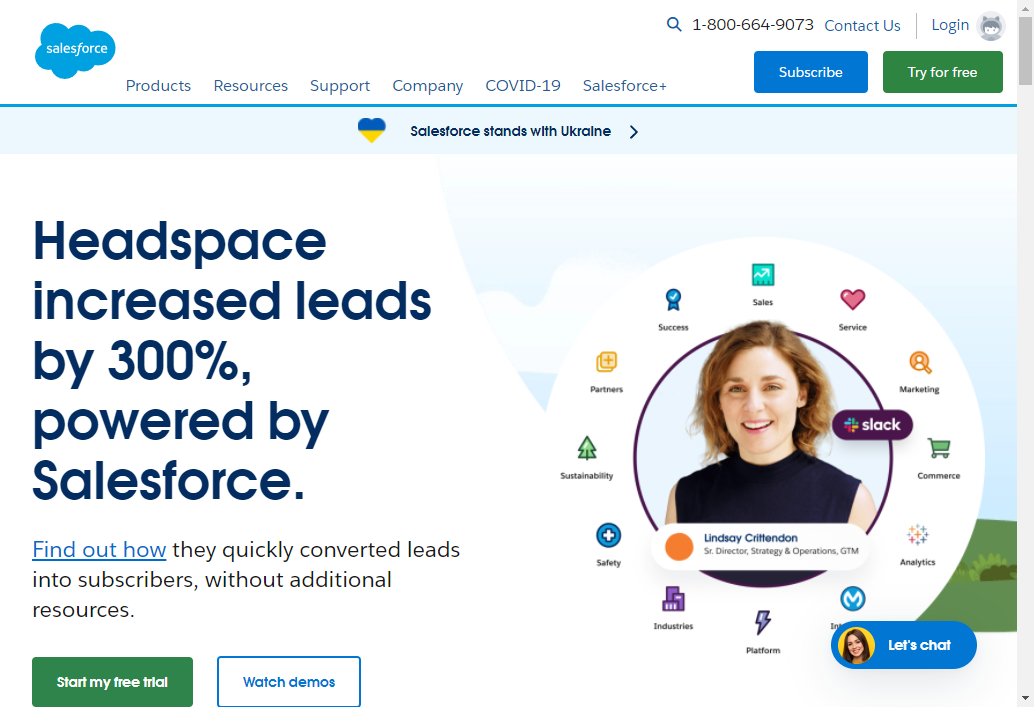 1-800-664-9073 Contact Us Login
salesforce
Products Resources Support Company COVID-19 Salesforce+
Subscribe Try for free
Salesforce stands with Ukraine
Headspace
increased leads
by 300%,
powered by
Salesforce.
Find out how they quickly converted leads
into subscribers, without additional
resources.
Start my free trial Watch demos
Sales
Success
Service
Partners
Marketing
slack
Sustainability
Commerce
Lindsay Crittendon
Sr. Director, Strategy & Operations, GTM
Safety
Analytics
Industries
Platform
Let's chat